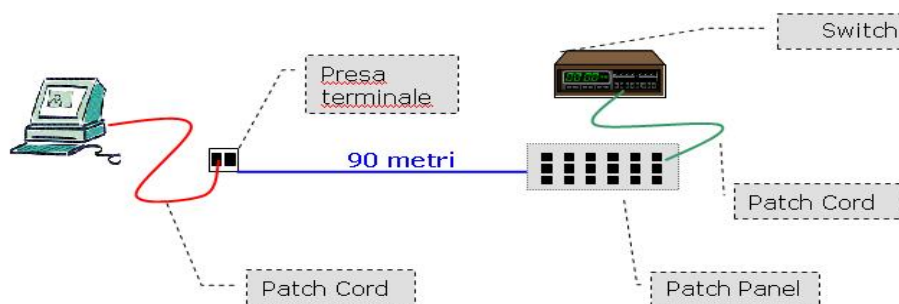 Switch
Presa
terminale
90 metri
Patch Cord
Patch Cord
Patch Panel